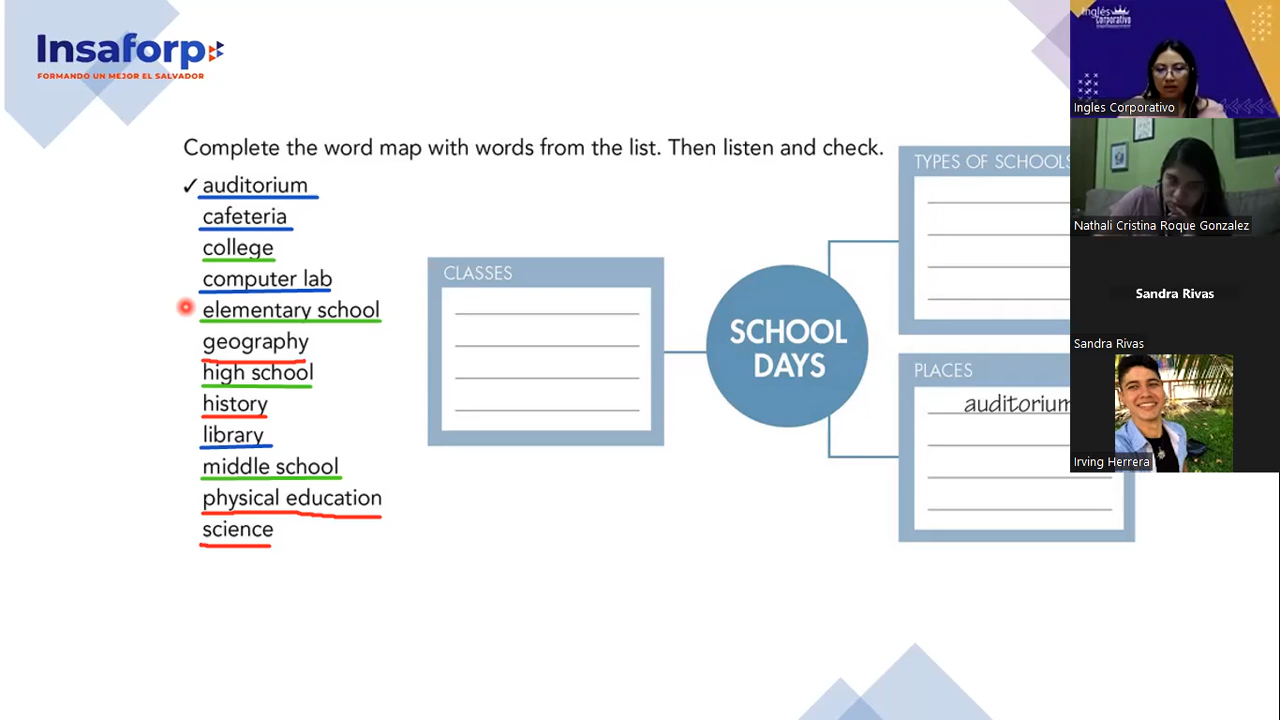 Insaforp
FORMANDO UN MEJOR EL SALVADOR
Complete the word map with words from the list. Then listen and check.
✓ auditorium
cafeteria
college
computer lab
elementary school
geography
high school
history
library
middle school
physical education
science
CLASSES
SCHOOL
DAYS
TYPES OF SCHOOLS
PLACES
auditorium
Inglés
Corporativo
Ingles Corporativo
Nathali Cristina Roque Gonzalez
Sandra Rivas
Sandra Rivas
Irving Herrera